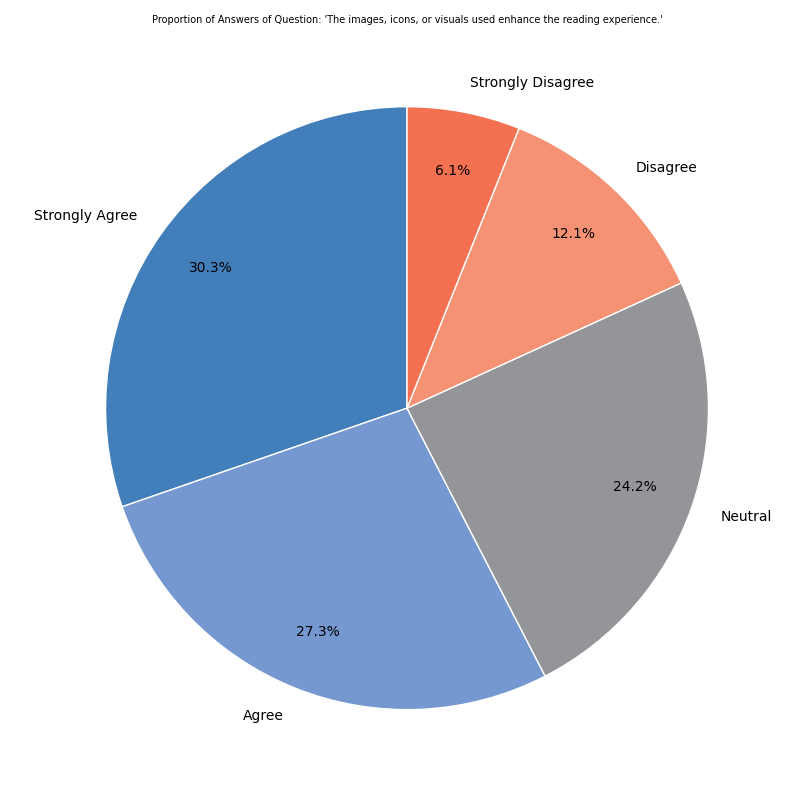 Proportion of Answers of Question: 'The images, icons, or visuals used enhance the reading experience.'
Strongly Disagree
6.1%
Disagree
12.1%
Strongly Agree
30.3%
24.2%
Neutral
27.3%
Agree